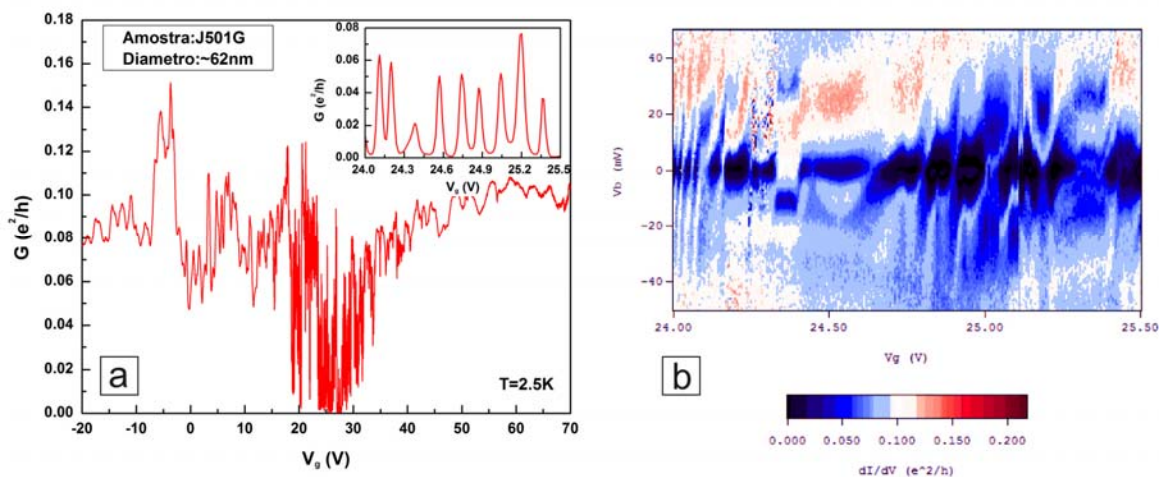 0.18
0.16
0.14
0.12
0.10
0.08
0.06
0.04
0.02
0.00
G (e²/h)
Amostra:J501G
Diametro:~62nm
0.08
0.06
0.04
0.02
0.00
G (e²/h)
24.0 24.3 24.6 24.9 25.2 25.5
Vg (V)
a
T=2.5K
-20 -10 0 10 20 30 40 50 60 70
Vg (V)
40
20
0
-20
-40
Vb (mV)
24.00 24.50 25.00 25.50
Vg (V)
b
0.000 0.050 0.100 0.150 0.200
dI/dV (e^2/h)